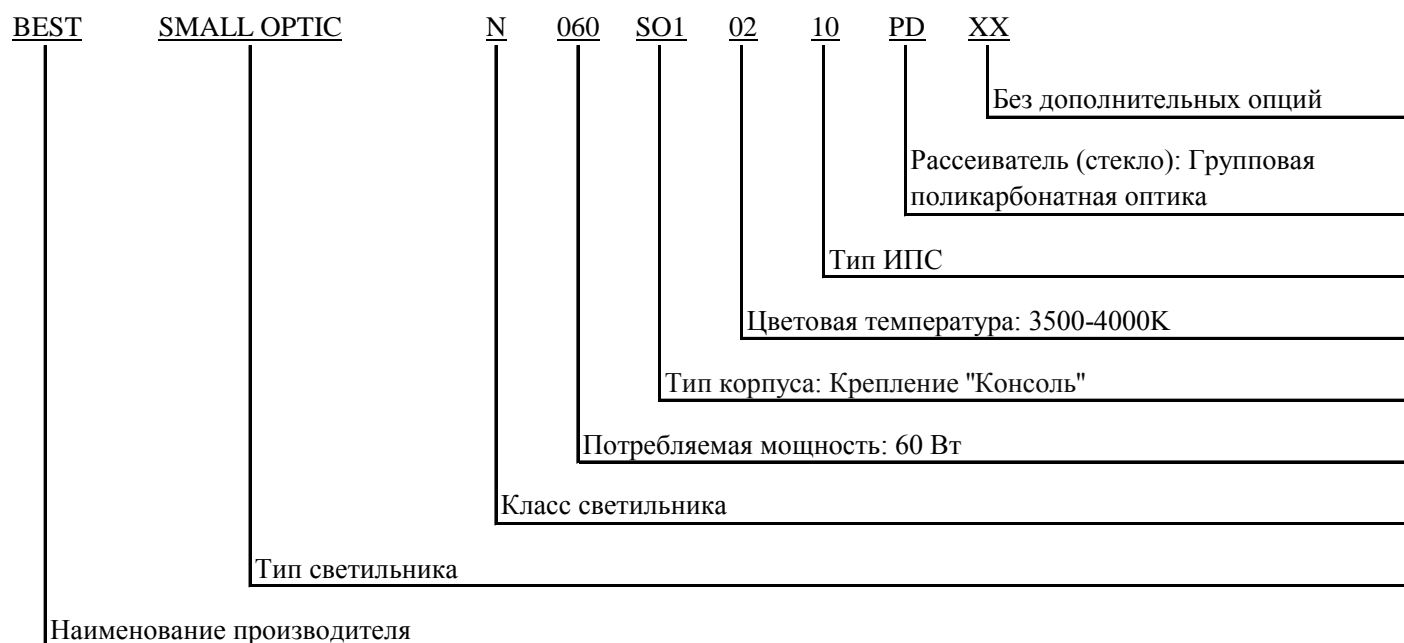 BEST SMALL OPTIC N 060 SO1 02 10 PD XX
Без дополнительных опций
Рассеиватель (стекло): Групповая
поликарбонатная оптика
Тип ИПС
Цветовая температура: 3500-4000K
Тип корпуса: Крепление "Консоль"
Потребляемая мощность: 60 Вт
Класс светильника
Тип светильника
Наименование производителя